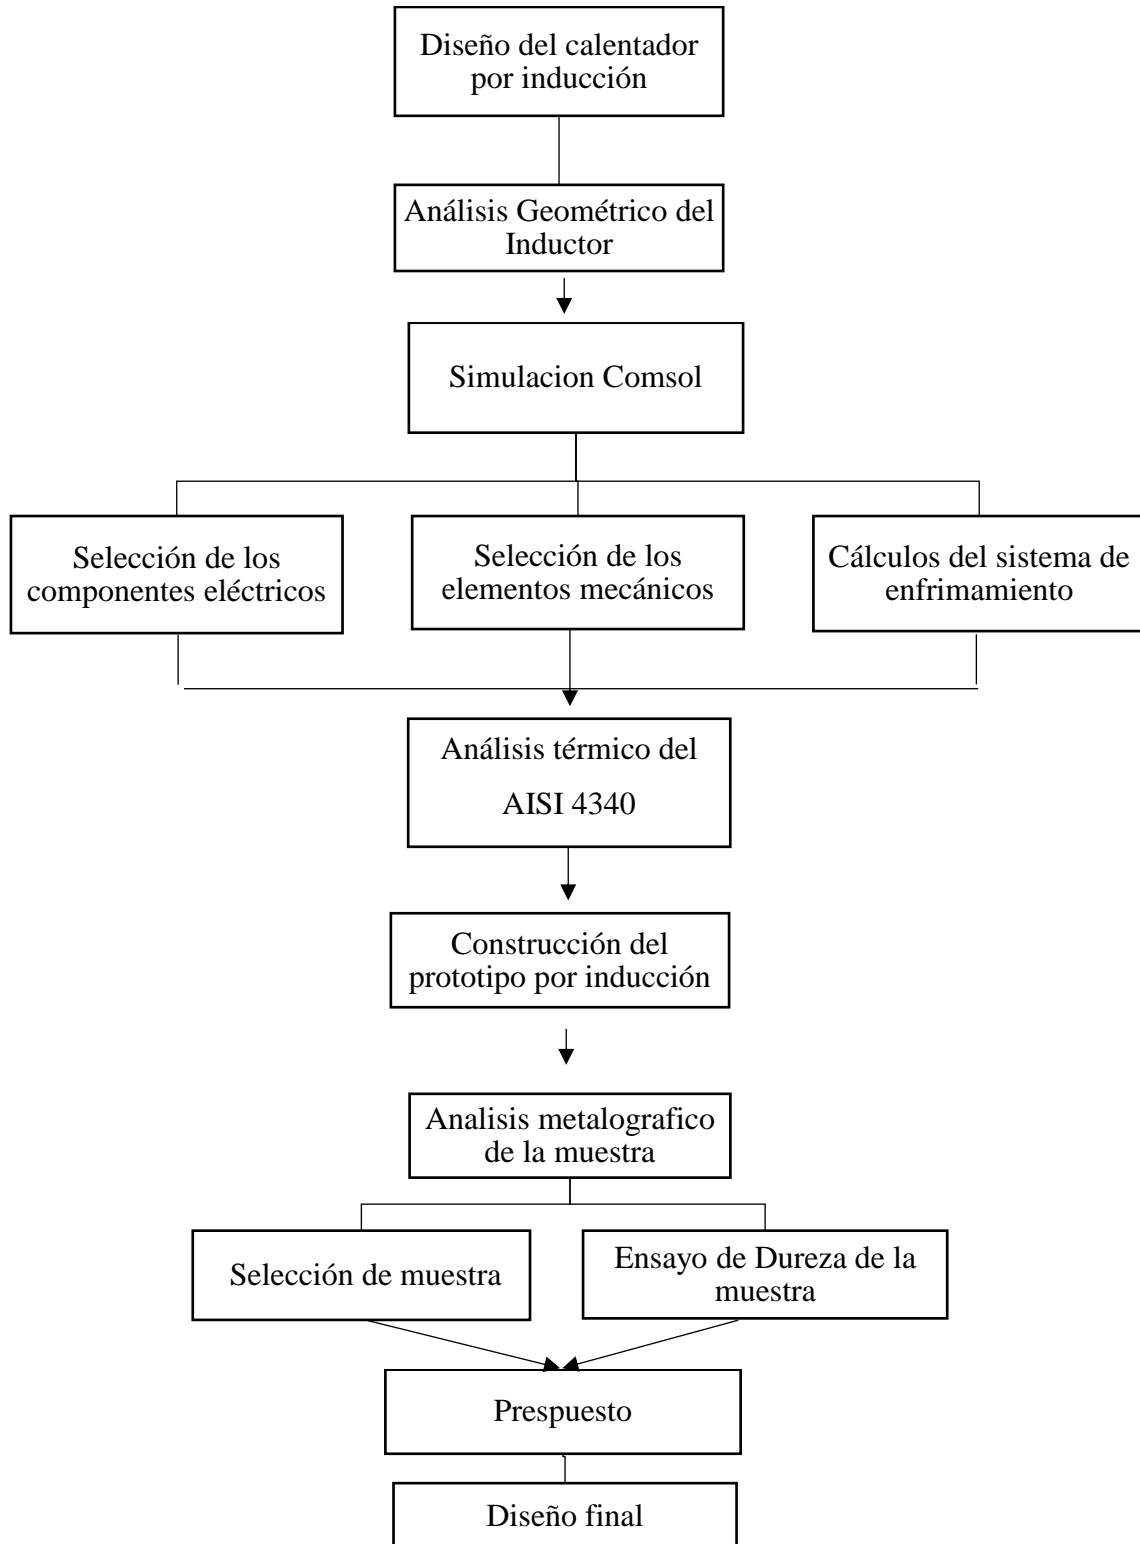 Diseño del calentador
por inducción
Análisis Geométrico del
Inductor
Simulacion Comsol
Selección de los
componentes eléctricos
Selección de los
elementos mecánicos
Cálculos del sistema de
enfrimamiento
Análisis térmico del
AISI 4340
Construcción del
prototipo por inducción
Analisis metalografico
de la muestra
Selección de muestra
Ensayo de Dureza de la
muestra
Prespuesto
Diseño final